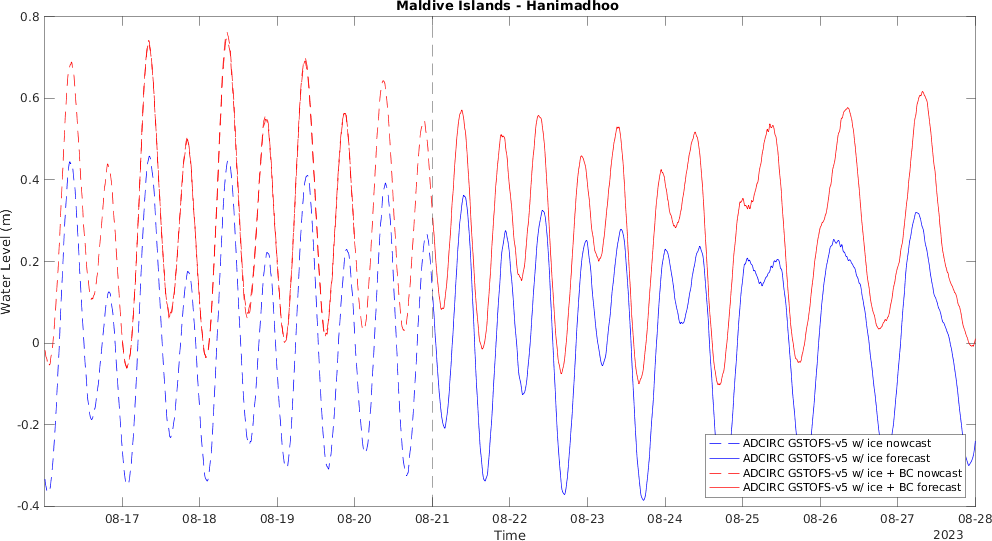 Maldive Islands - Hanimadhoo
0.8
0.6
0.4
0.2
0
-0.2
-0.4
Water Level (m)
ADCIRC GSTOFS-v5 w/ ice nowcast
ADCIRC GSTOFS-v5 w/ ice forecast
ADCIRC GSTOFS-v5 w/ ice + BC nowcast
ADCIRC GSTOFS-v5 w/ ice + BC forecast
08-17 08-18 08-19 08-20 08-21 08-22 08-23 08-24 08-25 08-26 08-27 08-28
Time
2023